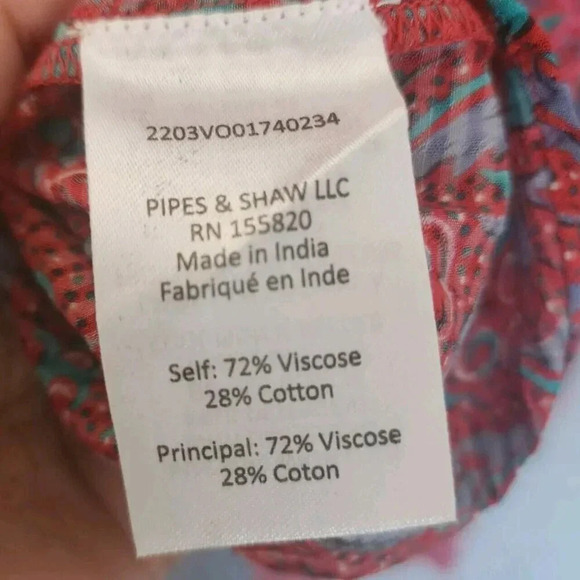 2203VO01740234
PIPES & SHAW LLC
RN 155820
Made in India
Fabriqué en Inde
Self: 72% Viscose
28% Cotton
Principal: 72% Viscose
28% Coton